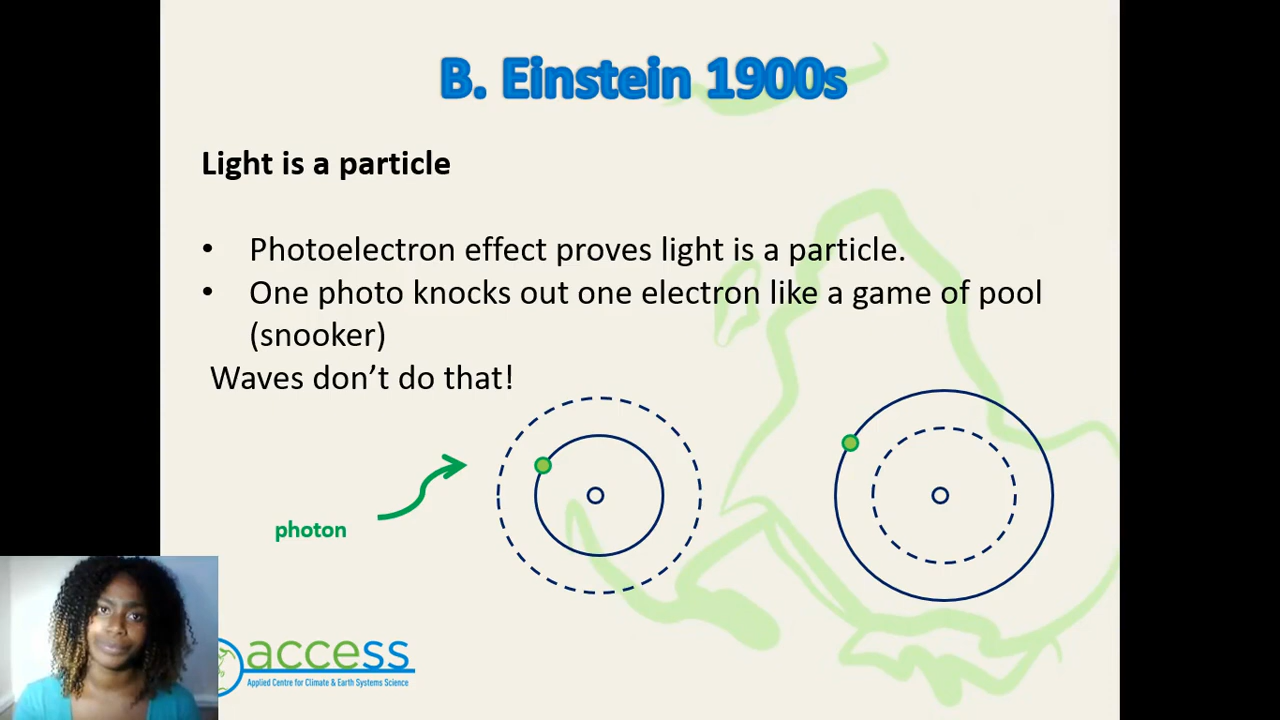 B. Einstein 1900s
Light is a particle
• Photoelectron effect proves light is a particle.
• One photo knocks out one electron like a game of pool
(snooker)
Waves don’t do that!
photon
access
Applied Centre for Climate & Earth Systems Science